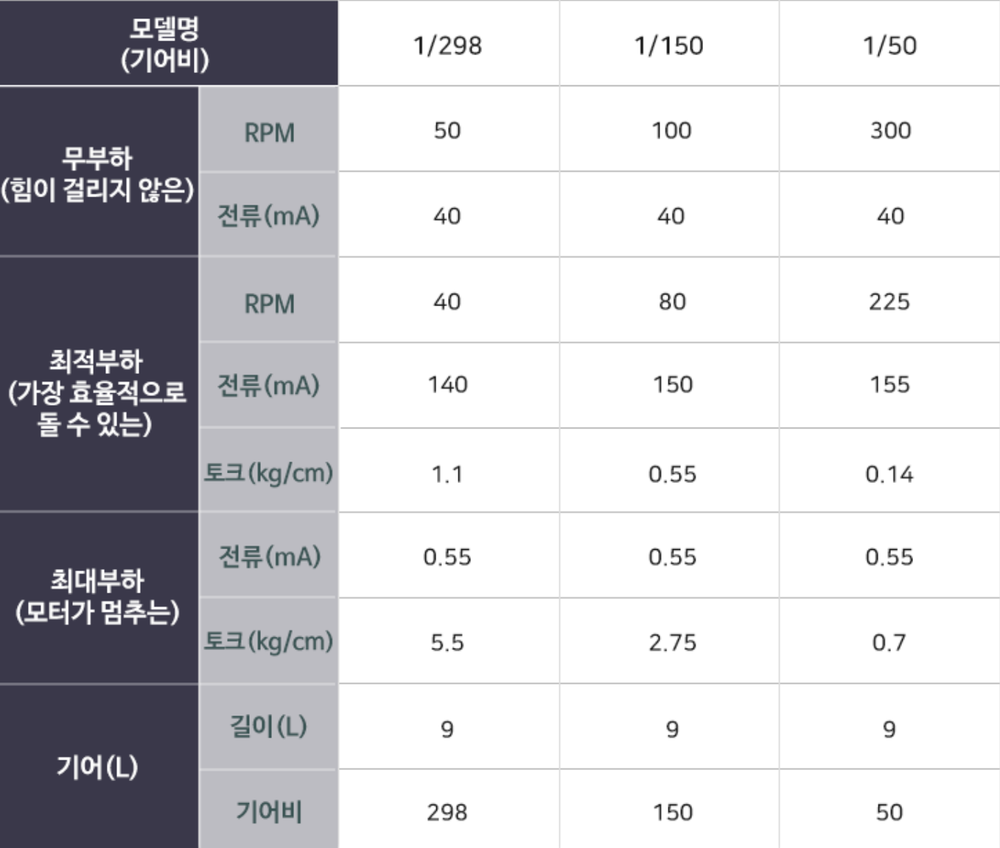 모델명
(기어비)
1/298
1/150
1/50
무부하
(힘이 걸리지 않은)
RPM
50
100
300
전류(mA)
40
40
40
최적부하
(가장 효율적으로
돌 수 있는)
RPM
40
80
225
전류(mA)
140
150
155
토크(kg/cm)
1.1
0.55
0.14
최대부하
(모터가 멈추는)
전류(mA)
0.55
0.55
0.55
토크(kg/cm)
5.5
2.75
0.7
기어(L)
길이(L)
9
9
9
기어비
298
150
50